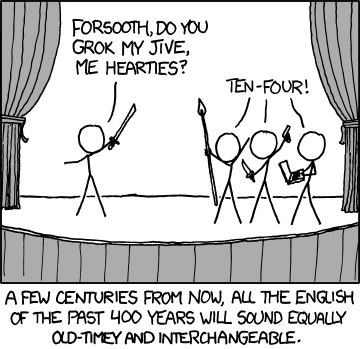 FORSOOTH, DO YOU
GROK MY JIVE,
ME HEARTIES?
TEN-FOUR!
A FEW CENTURIES FROM NOW, ALL THE ENGLISH
OF THE PAST 400 YEARS WILL SOUND EQUALLY
OLD-TIMEY AND INTERCHANGEABLE.